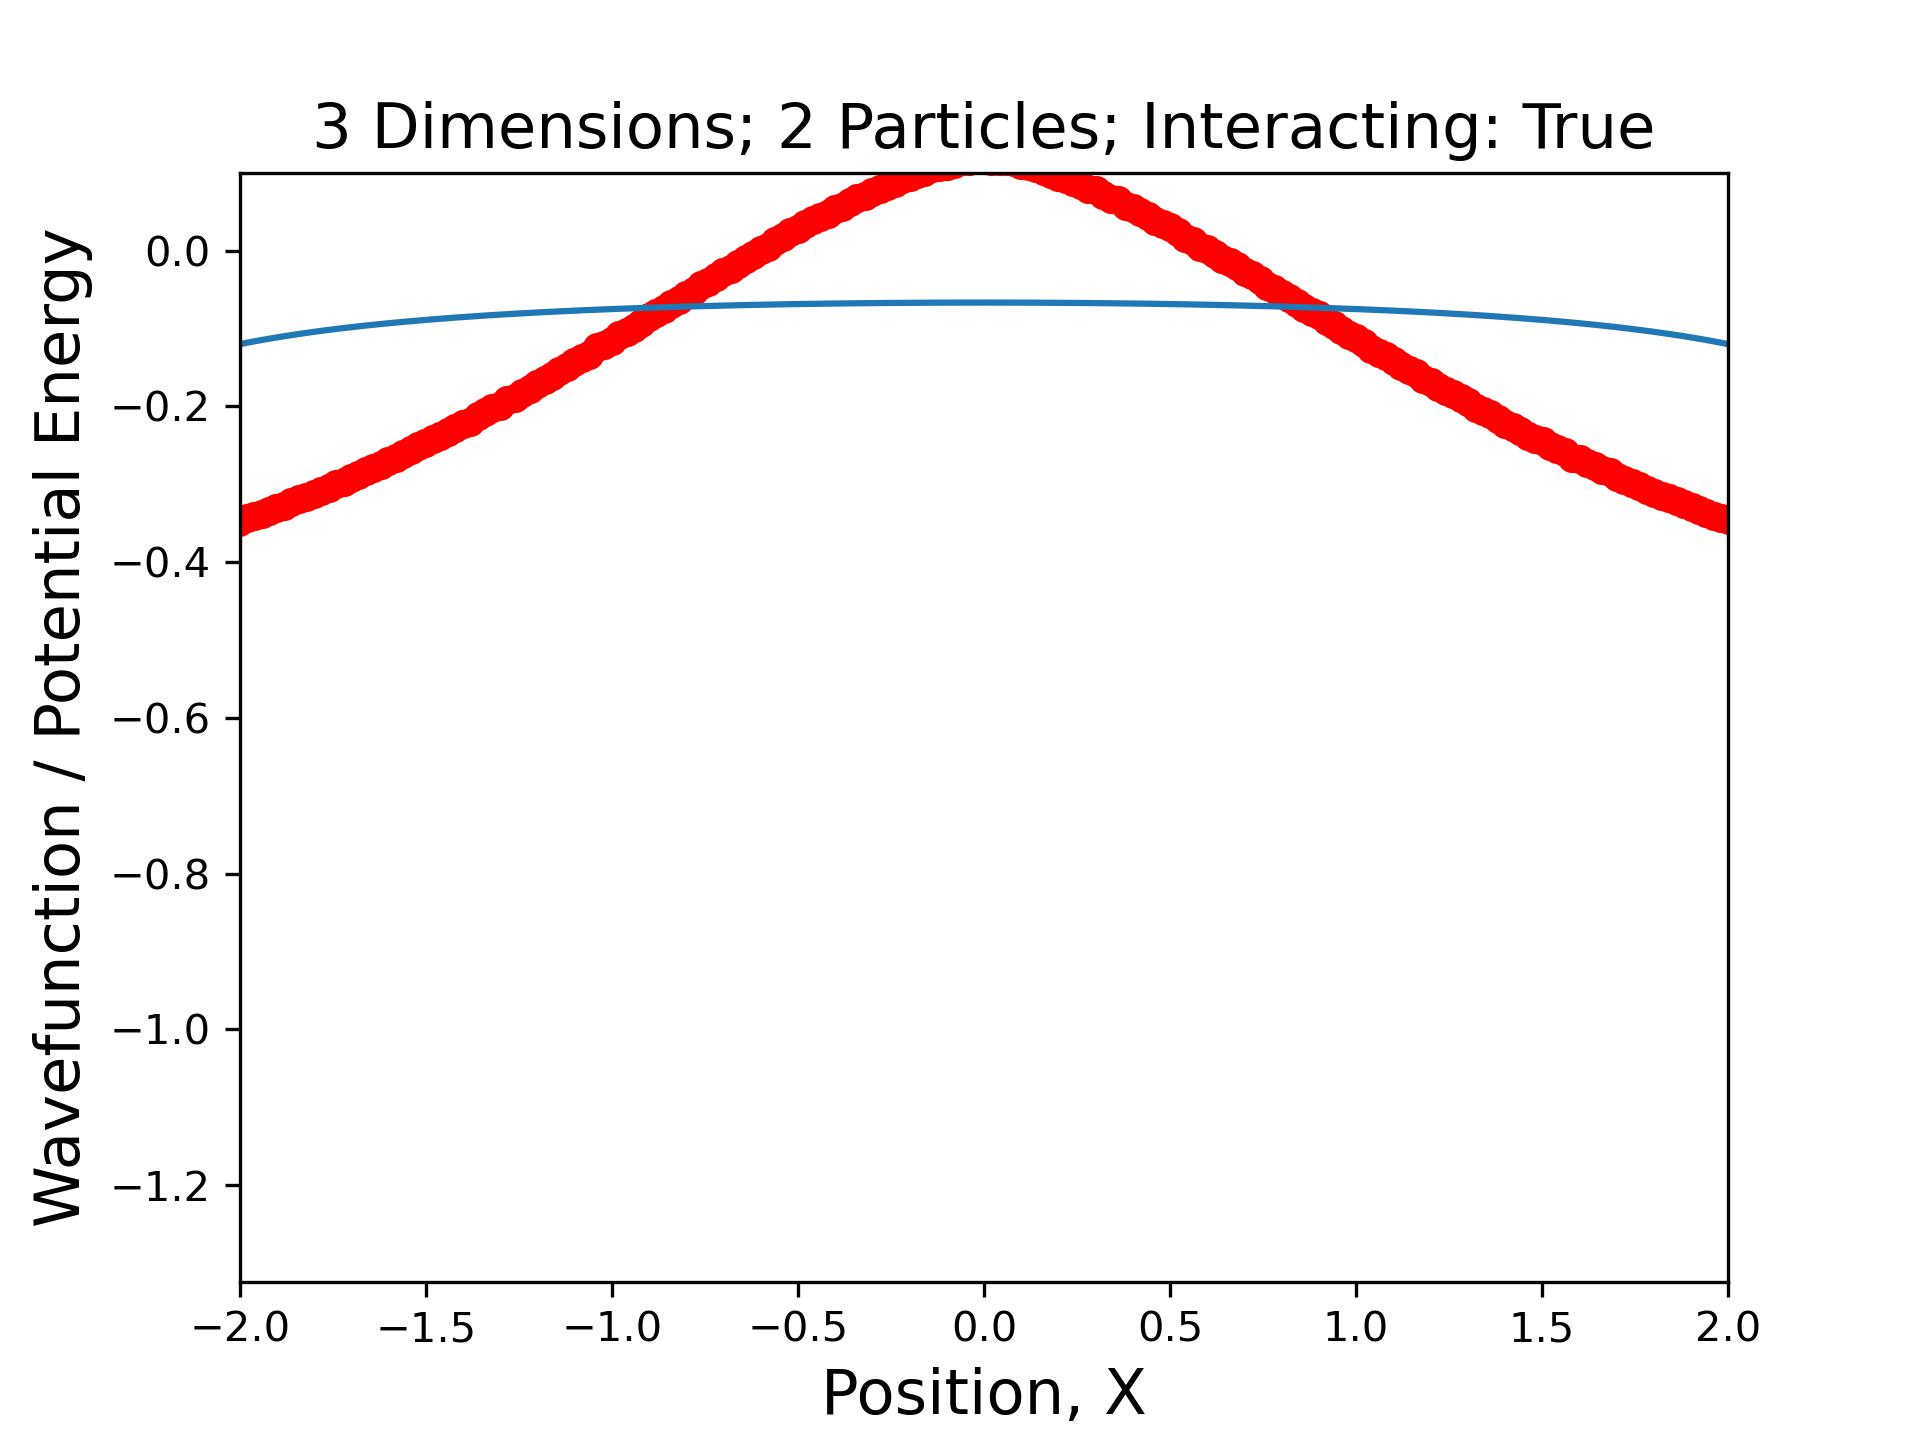 3 Dimensions; 2 Particles; Interacting: True
Wavefunction / Potential Energy
0.0
−0.2
−0.4
−0.6
−0.8
−1.0
−1.2
−2.0 −1.5 −1.0 −0.5 0.0 0.5 1.0 1.5 2.0
Position, X